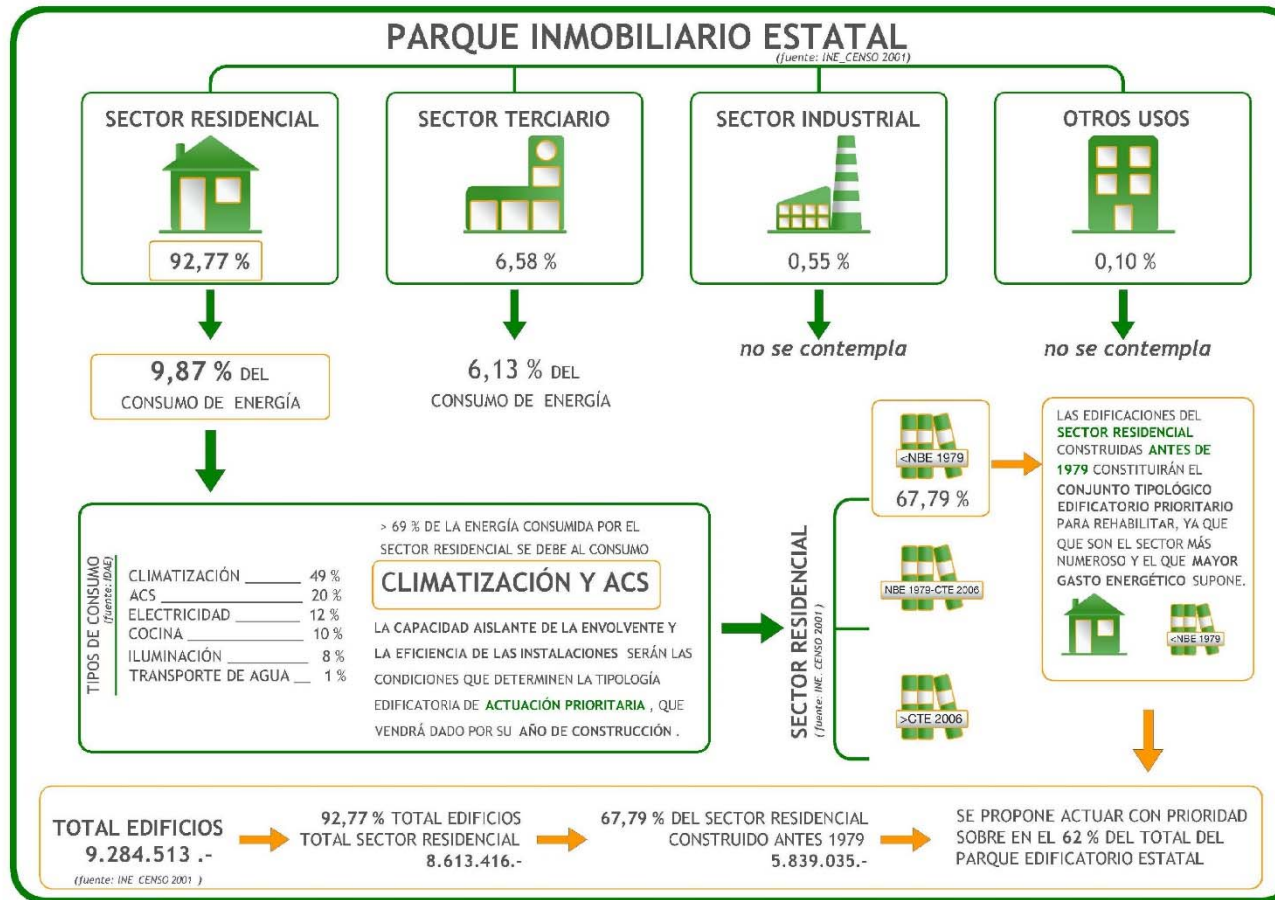 PARQUE INMOBILIARIO ESTATAL
(fuente: INE_CENSO 2001)
SECTOR RESIDENCIAL
92,77 %
SECTOR TERCIARIO
6,58 %
SECTOR INDUSTRIAL
0,55 %
OTROS USOS
0,10 %
9,87 % DEL
CONSUMO DE ENERGÍA
6,13 % DEL
CONSUMO DE ENERGÍA
no se contempla
no se contempla
TIPOS DE CONSUMO
(fuente: IDAE)
CLIMATIZACIÓN ________ 49 %
ACS ________ 20 %
ELECTRICIDAD ________ 12 %
COCINA ________ 10 %
ILUMINACIÓN ________ 8 %
TRANSPORTE DE AGUA __ 1 %
> 69 % DE LA ENERGÍA CONSUMIDA POR EL
SECTOR RESIDENCIAL SE DEBE AL CONSUMO
CLIMATIZACIÓN Y ACS
LA CAPACIDAD AISLANTE DE LA ENVOLVENTE Y
LA EFICIENCIA DE LAS INSTALACIONES SERÁN LAS
CONDICIONES QUE DETERMINEN LA TIPOLOGÍA
EDIFICATORIA DE ACTUACIÓN PRIORITARIA , QUE
VENDRÁ DADO POR SU AÑO DE CONSTRUCCIÓN .
SECTOR RESIDENCIAL
( fuente: INE. CENSO 2001 )
<NBE 1979
67,79 %
NBE 1979-CTE 2006
>CTE 2006
LAS EDIFICACIONES DEL
SECTOR RESIDENCIAL
CONSTRUIDAS ANTES DE
1979 CONSTITUIRÁN EL
CONJUNTO TIPOLÓGICO
EDIFICATORIO PRIORITARIO
PARA REHABILITAR, YA QUE
QUE SON EL SECTOR MÁS
NUMEROSO Y EL QUE MAYOR
GASTO ENERGÉTICO SUPONE.
<NBE 1979
TOTAL EDIFICIOS
9.284.513 .-
(fuente: INE CENSO 2001 )
92,77 % TOTAL EDIFICIOS
TOTAL SECTOR RESIDENCIAL
8.613.416.-
67,79 % DEL SECTOR RESIDENCIAL
CONSTRUIDO ANTES 1979
5.839.035.-
SE PROPONE ACTUAR CON PRIORIDAD
SOBRE EN EL 62 % DEL TOTAL DEL
PARQUE EDIFICATORIO ESTATAL